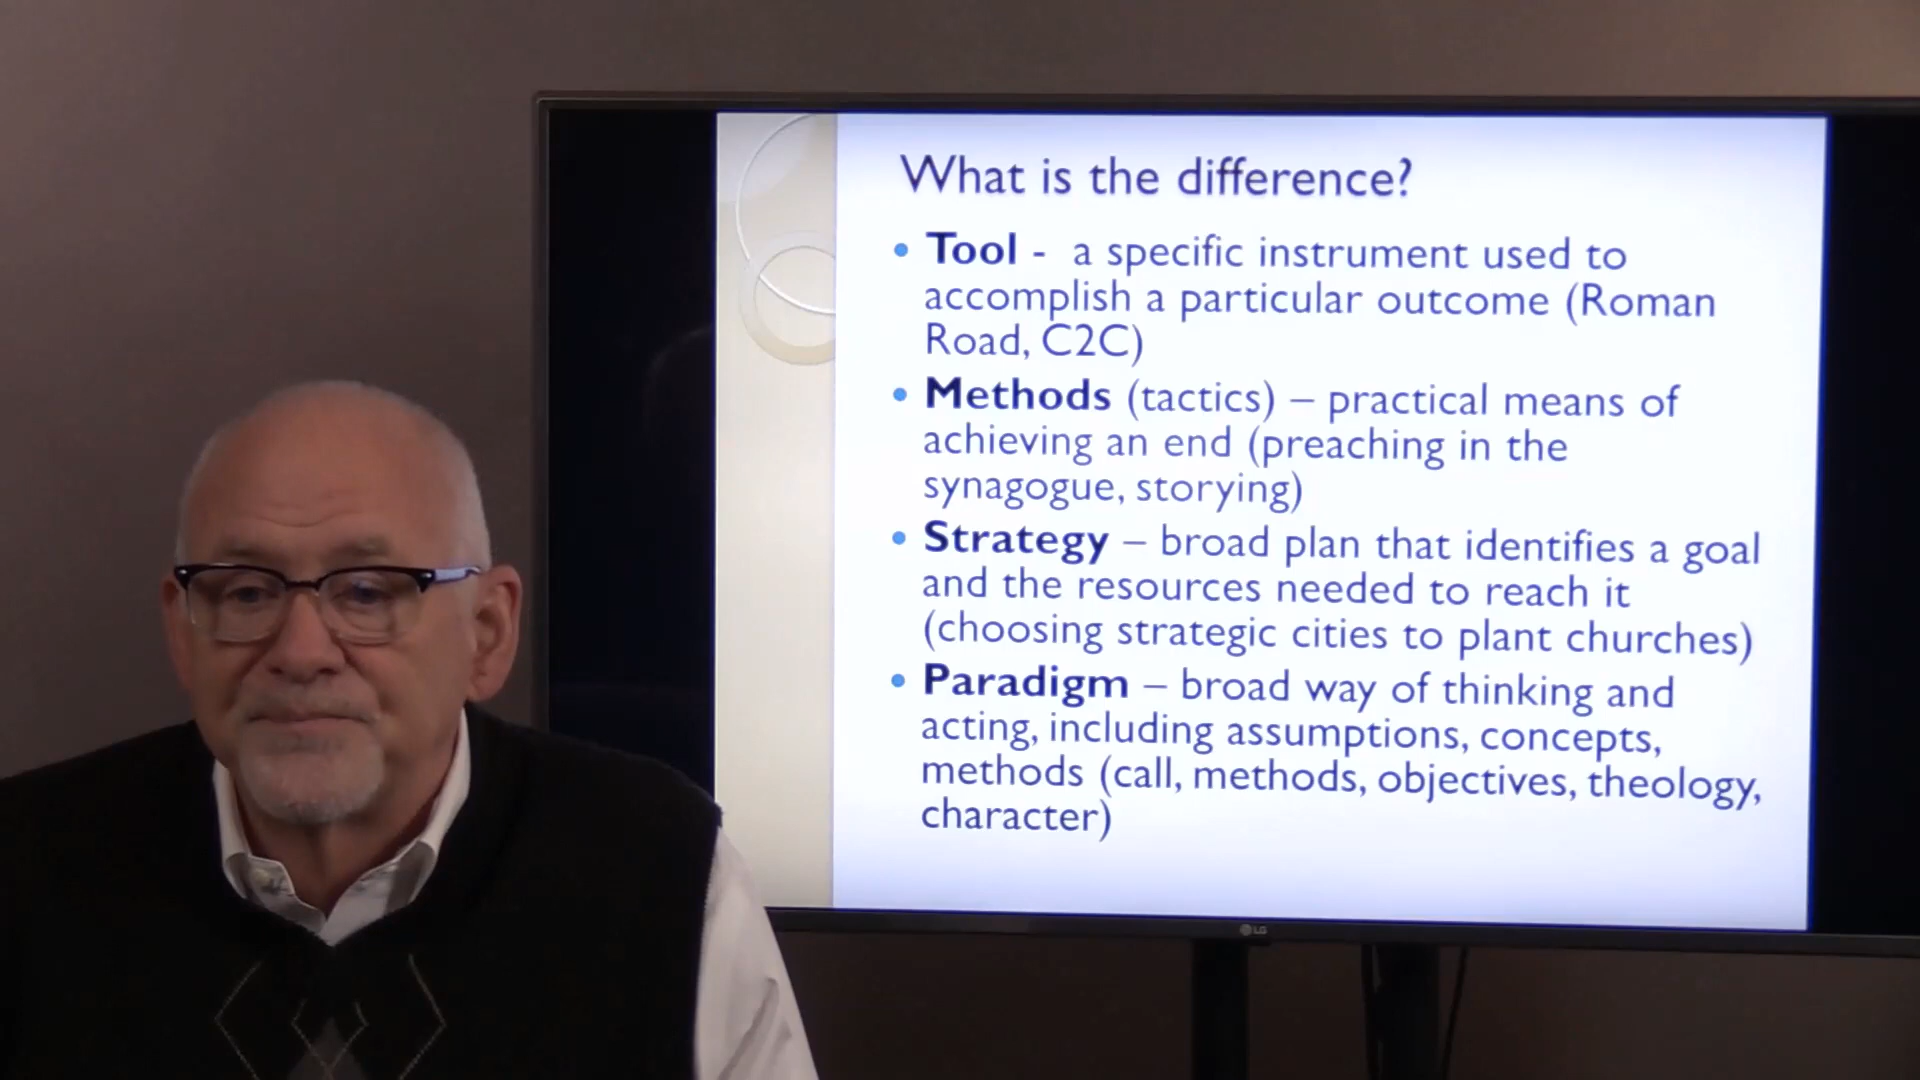 What is the difference?
• Tool - a specific instrument used to
accomplish a particular outcome (Roman
Road, C2C)
• Methods (tactics) – practical means of
achieving an end (preaching in the
synagogue, storying)
• Strategy – broad plan that identifies a goal
and the resources needed to reach it
(choosing strategic cities to plant churches)
• Paradigm – broad way of thinking and
acting, including assumptions, concepts,
methods (call, methods, objectives, theology,
character)
LG